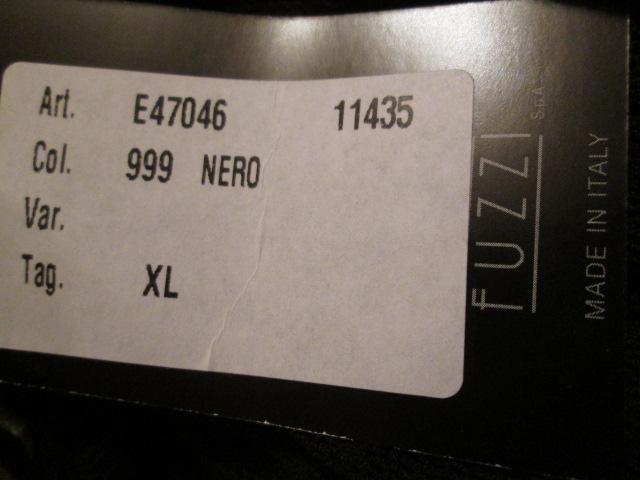 Art. E47046 11435
Col. 999 NERO
Var.
Tag. XL
FUZZI
S.p.A.
MADE IN ITALY